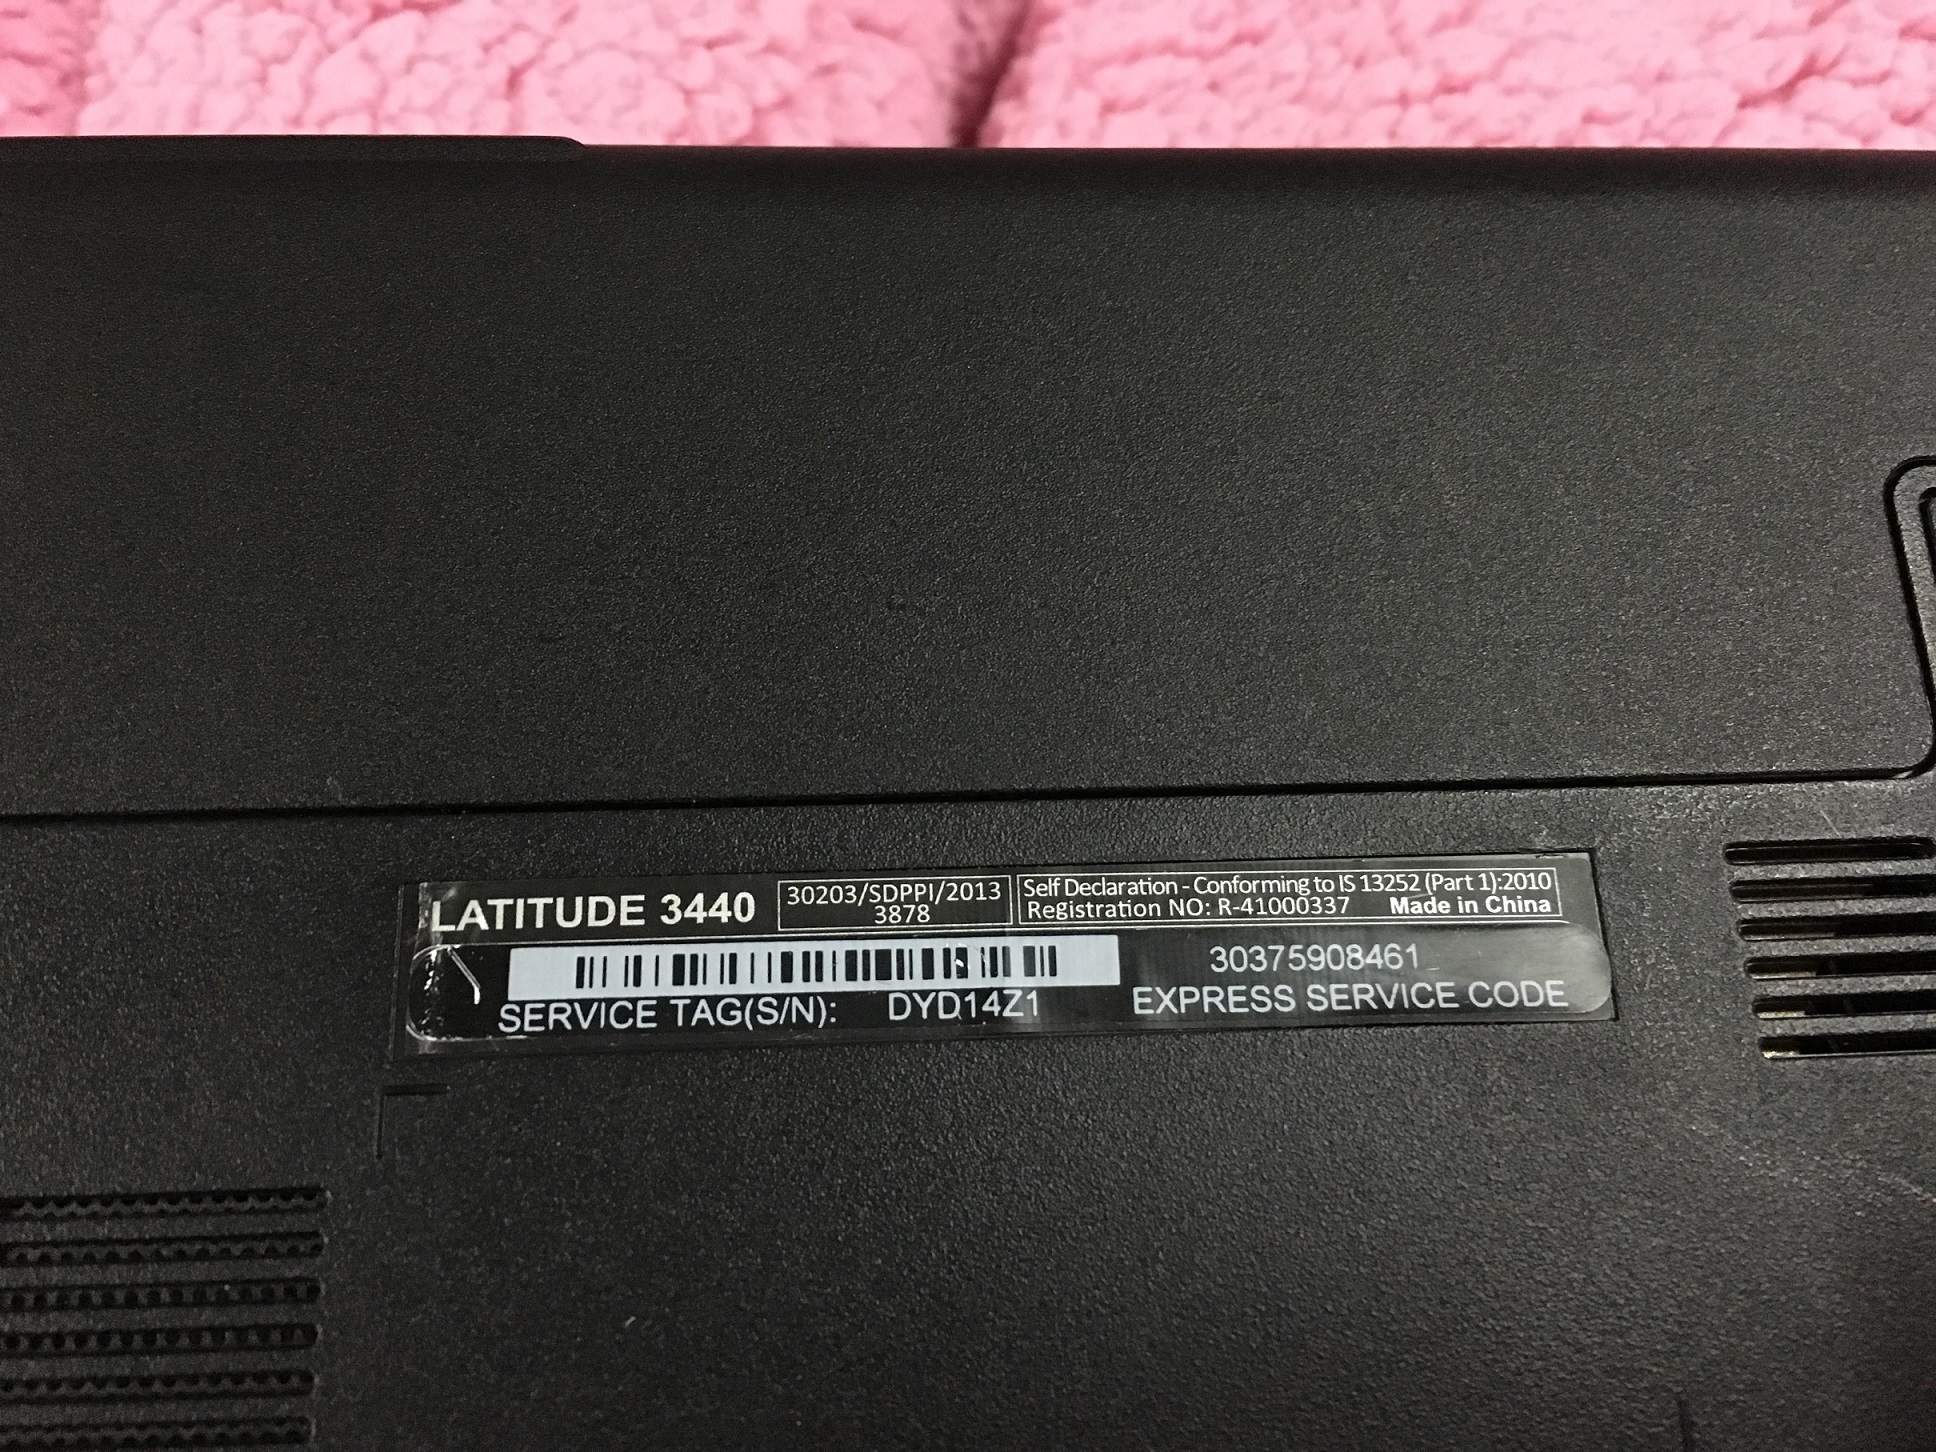 LATITUDE 3440
30203/SDPPI/2013
3878
Self Declaration - Conforming to IS 13252 (Part 1):2010
Registration NO: R-41000337 Made in China
30375908461
SERVICE TAG(S/N): DYD14Z1
EXPRESS SERVICE CODE